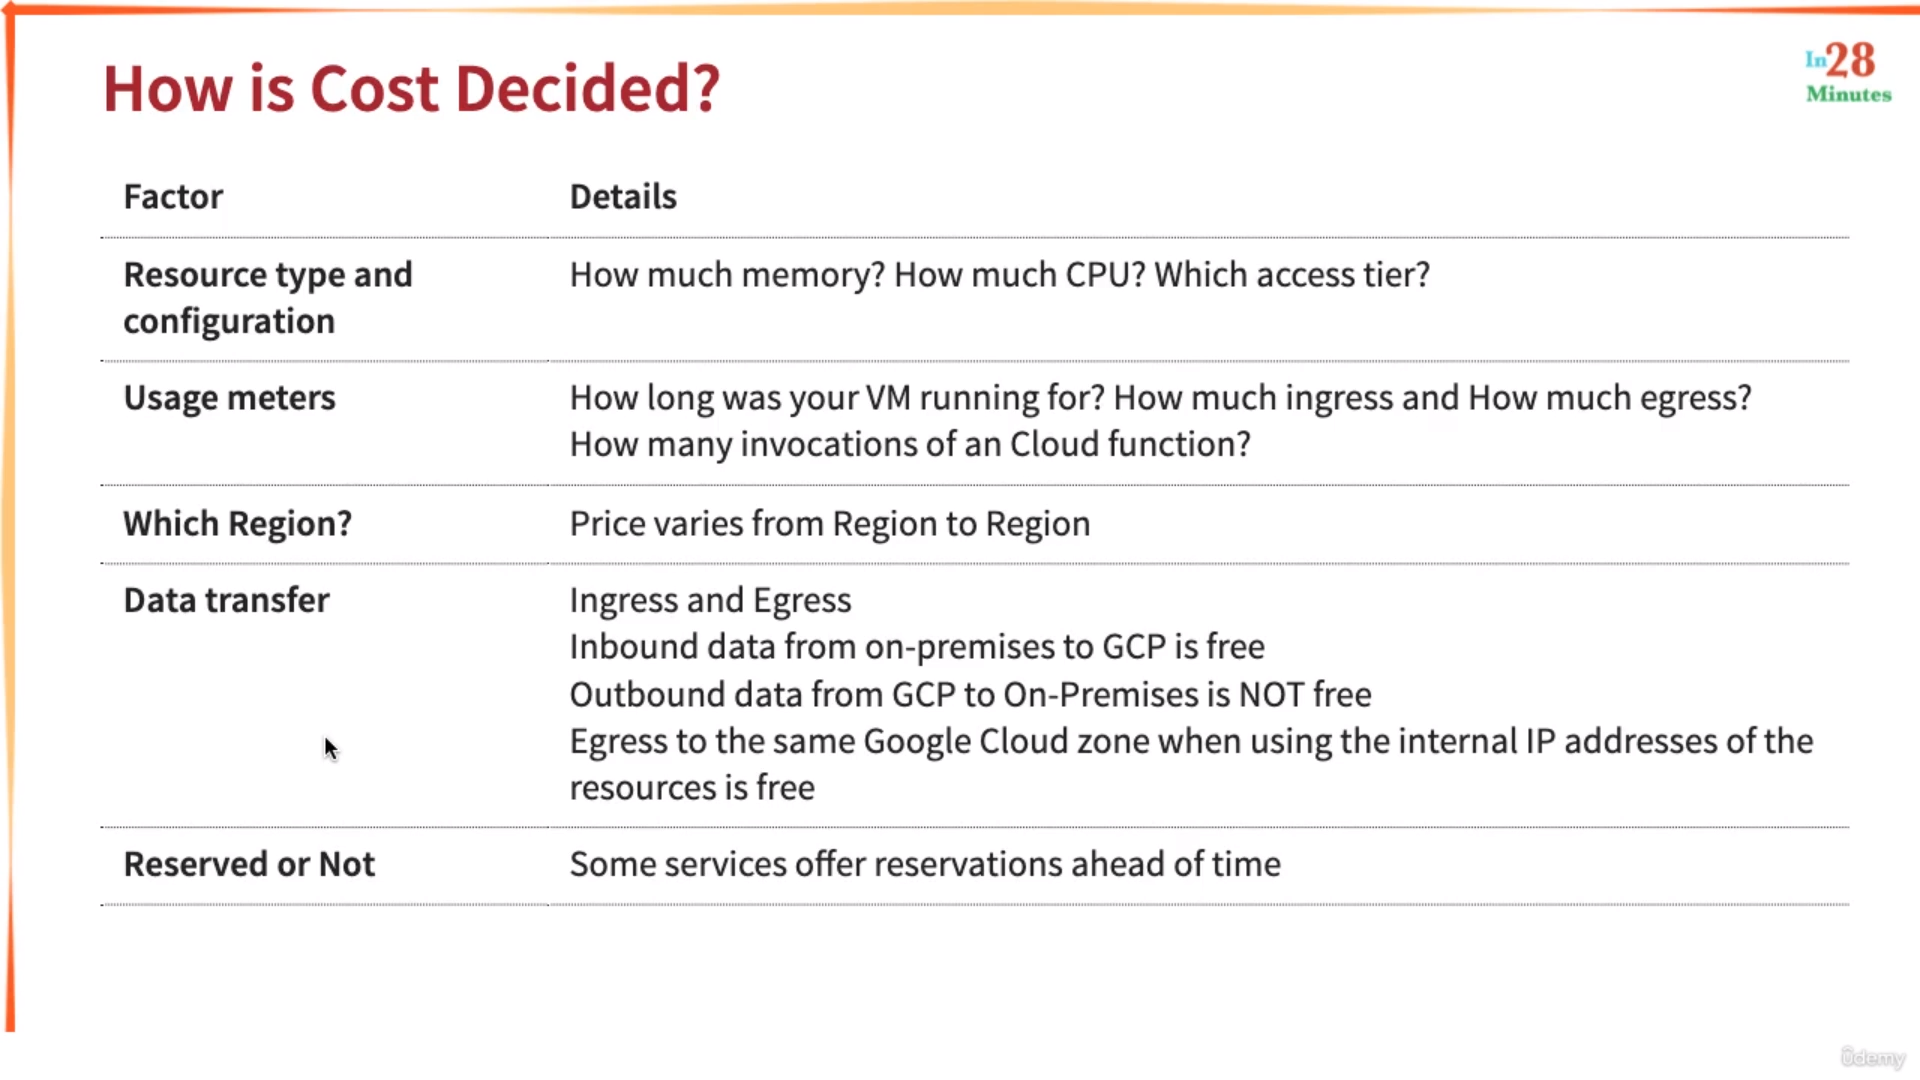 How is Cost Decided?
In28
Minutes
Factor
Details
Resource type and
configuration
How much memory? How much CPU? Which access tier?
Usage meters
How long was your VM running for? How much ingress and How much egress?
How many invocations of an Cloud function?
Which Region?
Price varies from Region to Region
Data transfer
Ingress and Egress
Inbound data from on-premises to GCP is free
Outbound data from GCP to On-Premises is NOT free
Egress to the same Google Cloud zone when using the internal IP addresses of the
resources is free
Reserved or Not
Some services offer reservations ahead of time
ûdemy